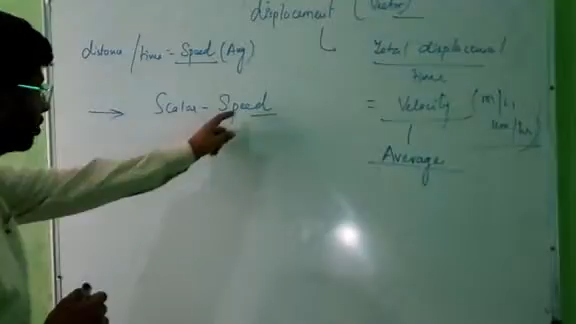 displacement (Vector)
distance / time = Speed (Avg)
Total displacement
time
→ Scalar - Speed
= Velocity (m/s,
km/hr)
Average